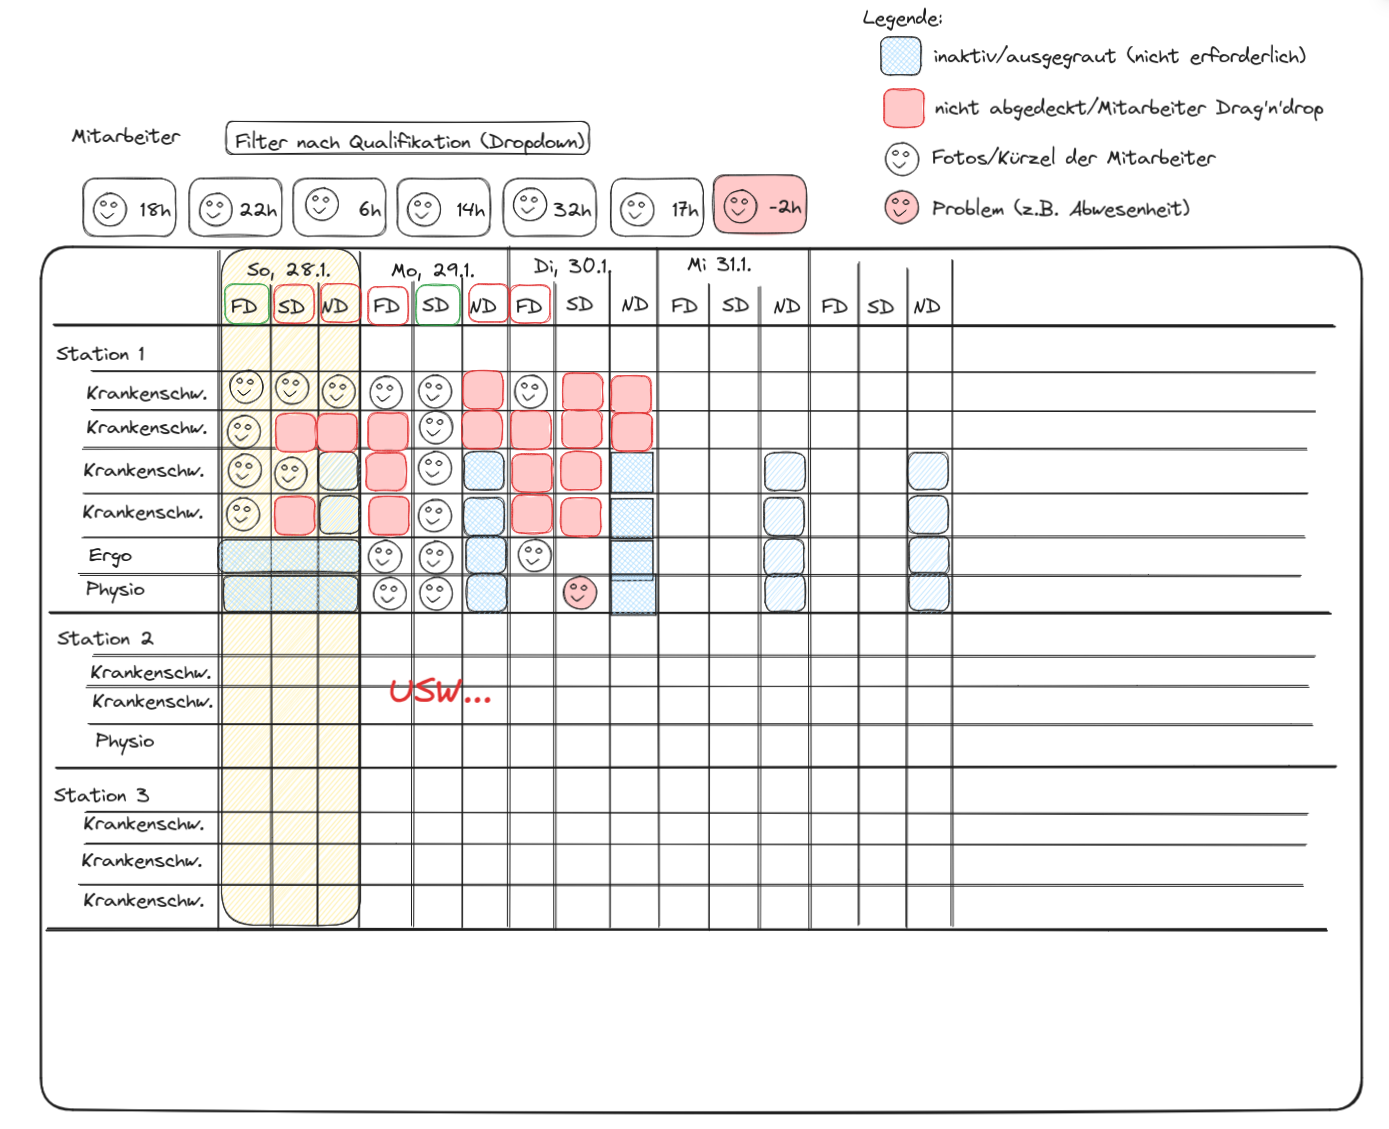 Legende:
inaktiv/ausgegraut (nicht erforderlich)
nicht abgedeckt/Mitarbeiter Drag'n'drop
Fotos/Kürzel der Mitarbeiter
Problem (z.B. Abwesenheit)
Mitarbeiter
Filter nach Qualifikation (Dropdown)
18h 22h 6h 14h 32h 17h -2h
So, 28.1. Mo, 29.1. Di, 30.1. Mi 31.1.
FD SD ND FD SD ND FD SD ND FD SD ND FD SD ND
Station 1
Krankenschw.
Krankenschw.
Krankenschw.
Krankenschw.
Ergo
Physio
Station 2
Krankenschw.
USW...
Krankenschw.
Physio
Station 3
Krankenschw.
Krankenschw.
Krankenschw.